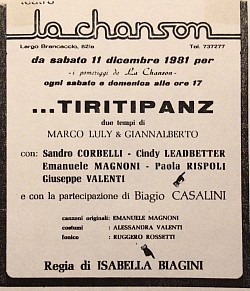 teatro
la chanson
Largo Brancaccio, 82/a Tel. 737277
da sabato 11 dicembre 1981 per
-i pomeriggi de La Chanson-
ogni sabato e domenica alle ore 17
...TIRITIPANZ
due tempi di
MARCO LULY & GIANNALBERTO
con: Sandro CORBELLI - Cindy LEADBETTER
Emanuele MAGNONI - Paola RISPOLI
Giuseppe VALENTI
e con la partecipazione di Biagio CASALINI
canzoni originali: EMANUELE MAGNONI
costumi : ALESSANDRA VALENTI
fonico : RUGGERO ROSSETTI
Regia di ISABELLA BIAGINI